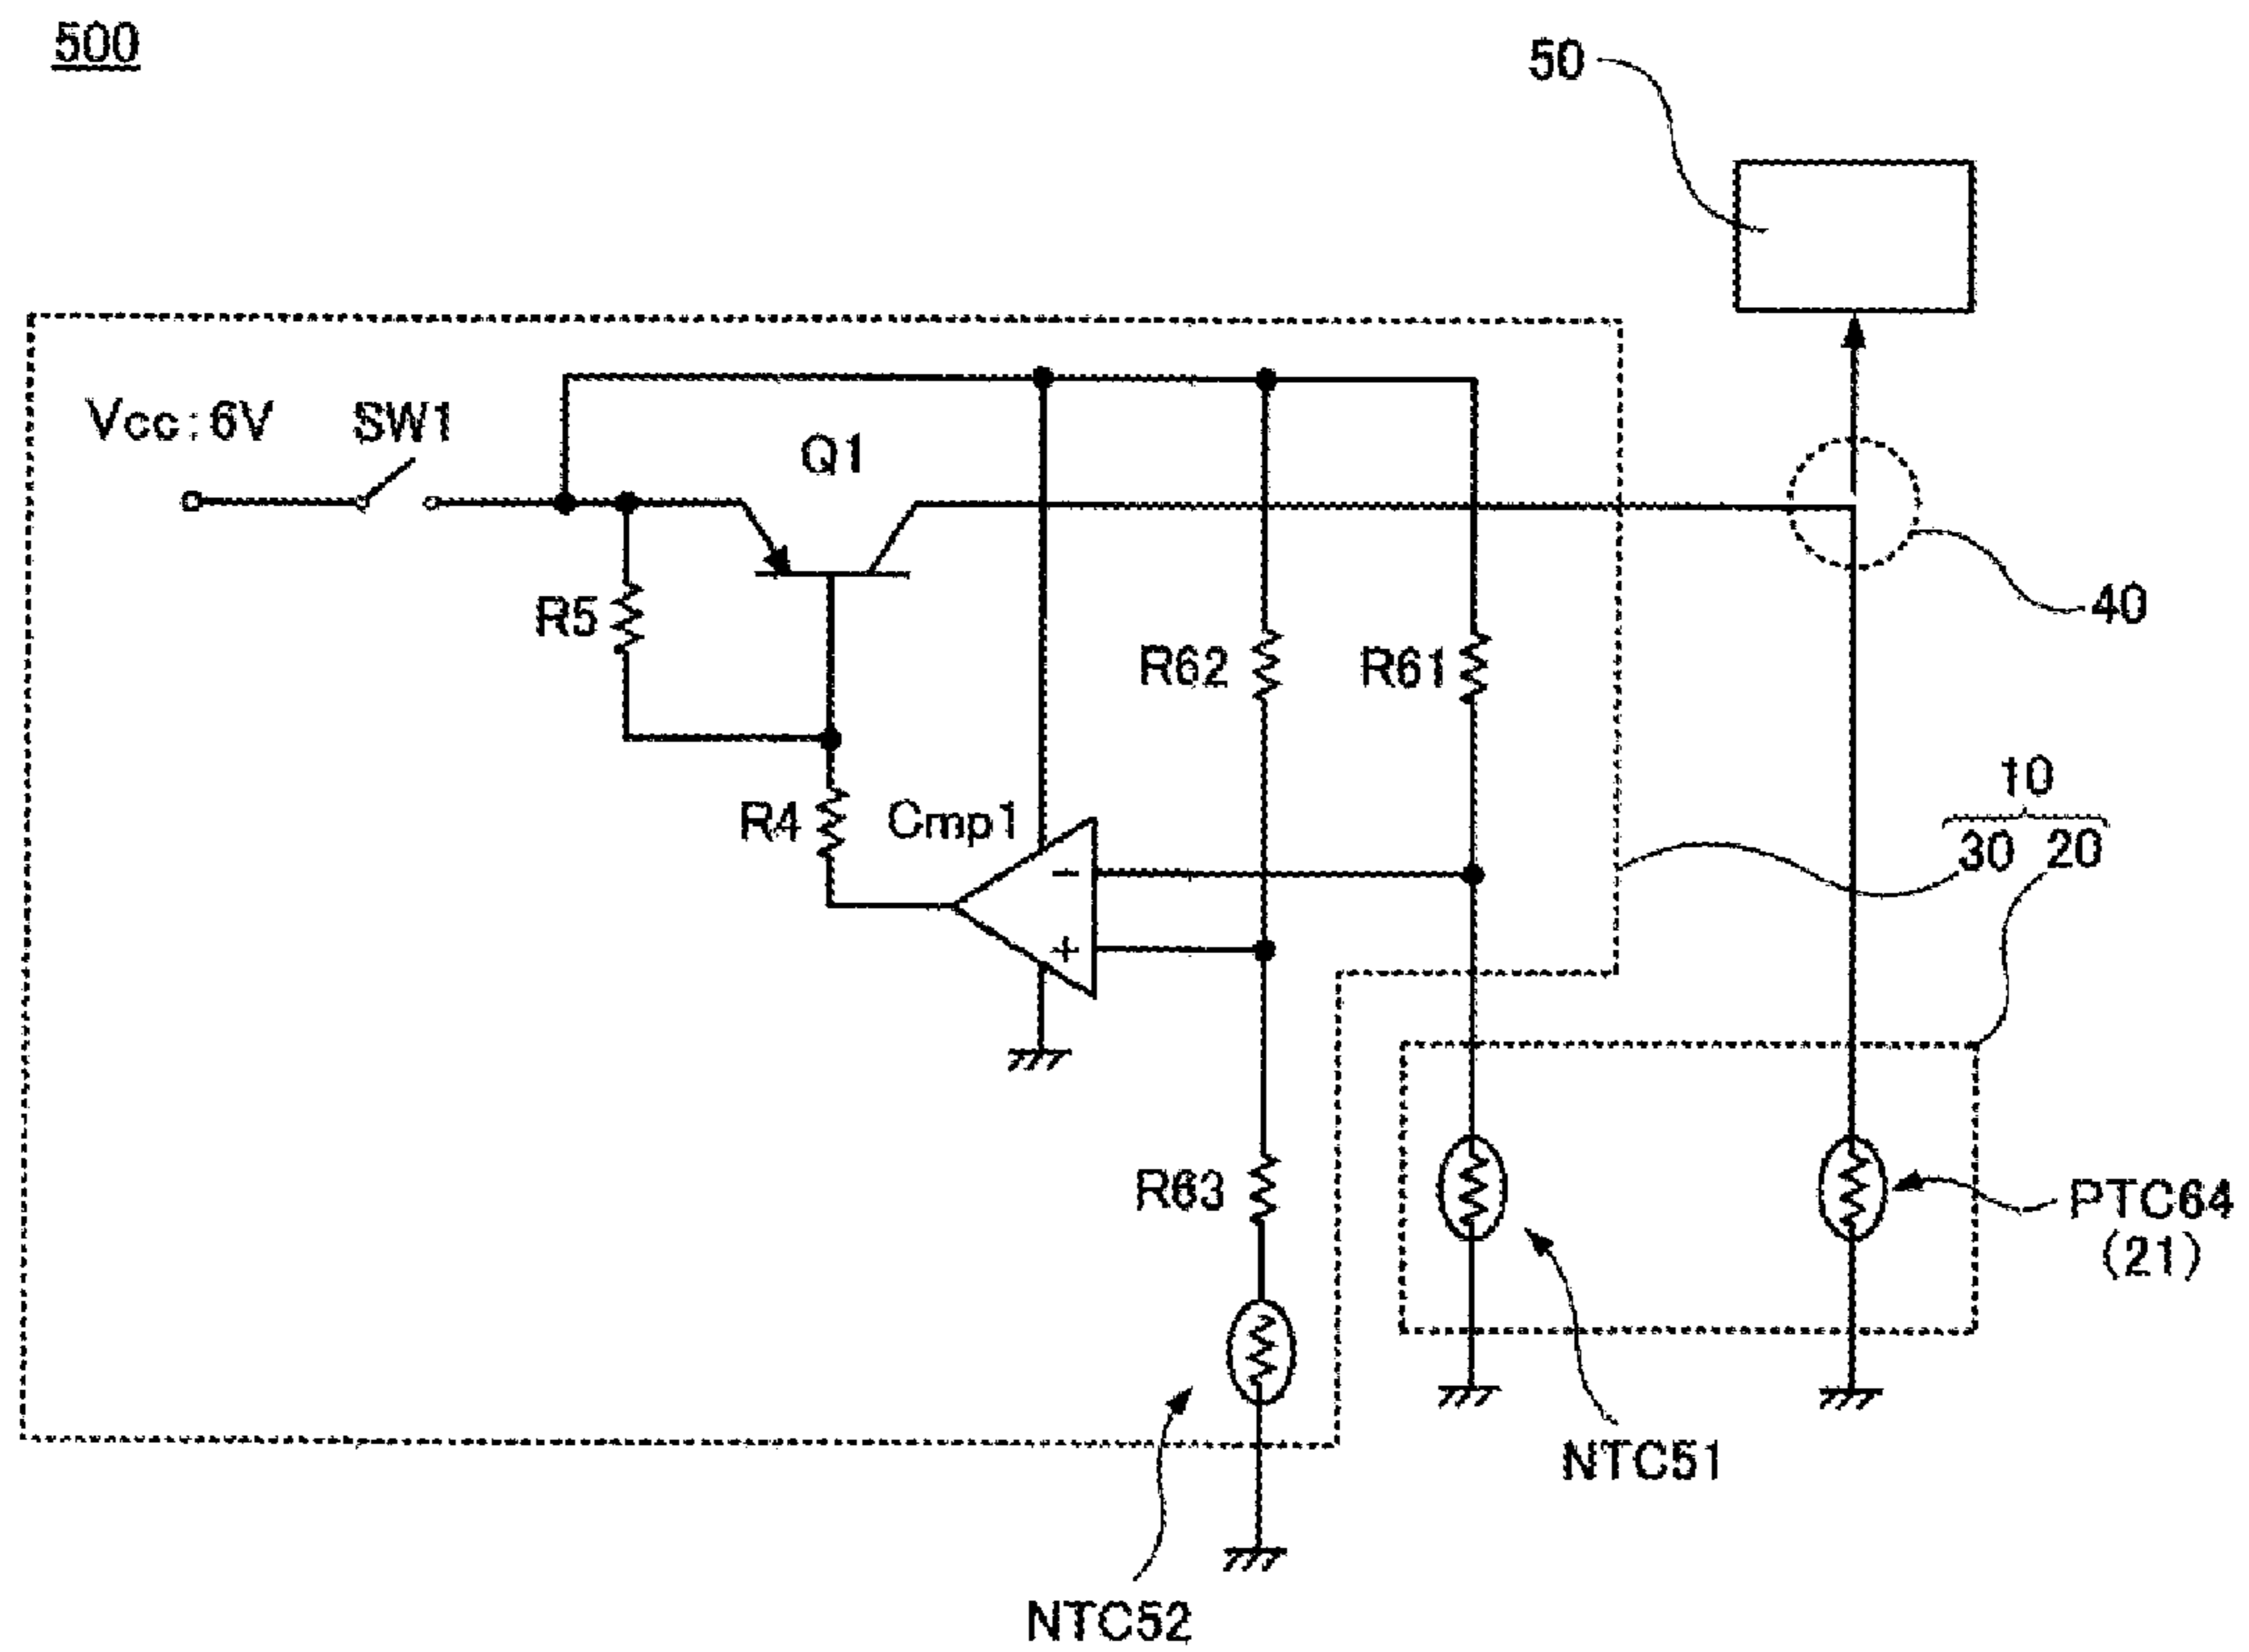 500
50
Vcc:6V
SW1
Q1
40
R5
R62
R61
10
30 20
R4
Cmp1
-
+
R63
PTC64
(21)
NTC51
NTC52